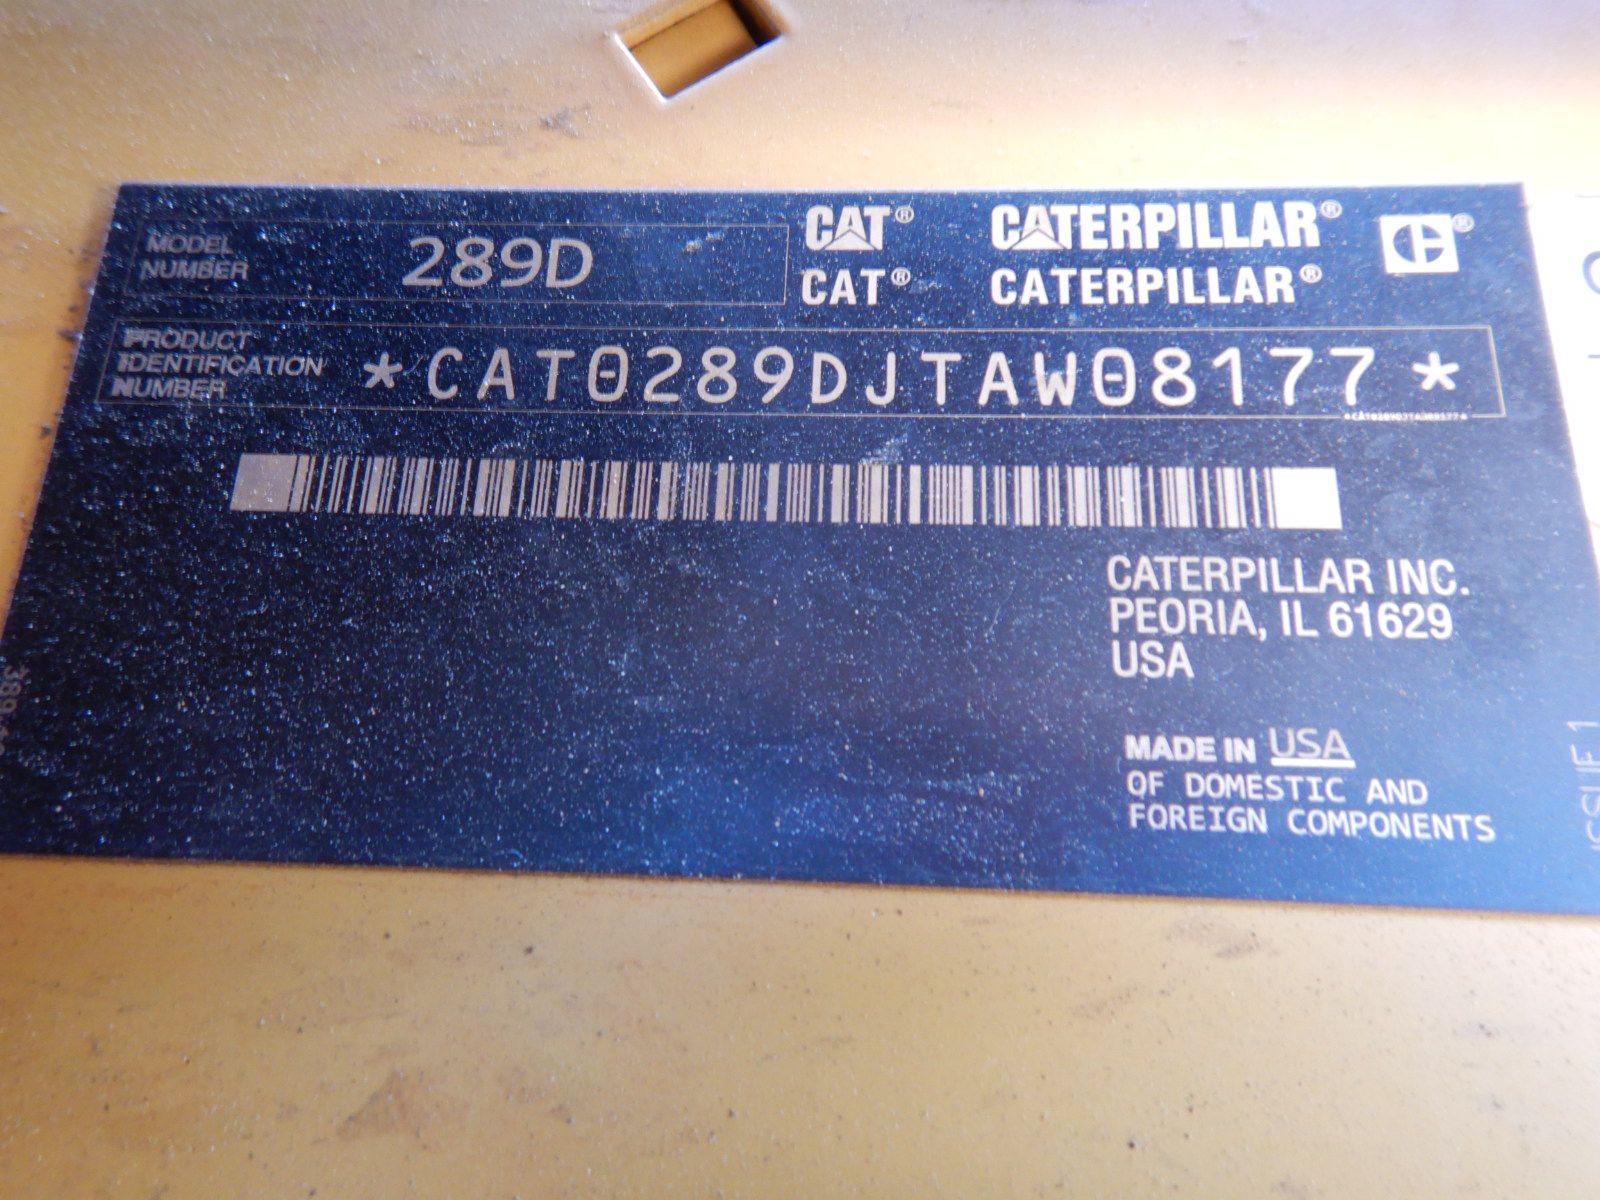 MODEL
NUMBER
289D
CAT® CATERPILLAR® ®
CAT® CATERPILLAR®
PRODUCT
IDENTIFICATION
NUMBER
*CAT0289DJTAW08177*
*CAT0289DJTAW08177*
CATERPILLAR INC.
PEORIA, IL 61629
USA
MADE IN USA
OF DOMESTIC AND
FOREIGN COMPONENTS